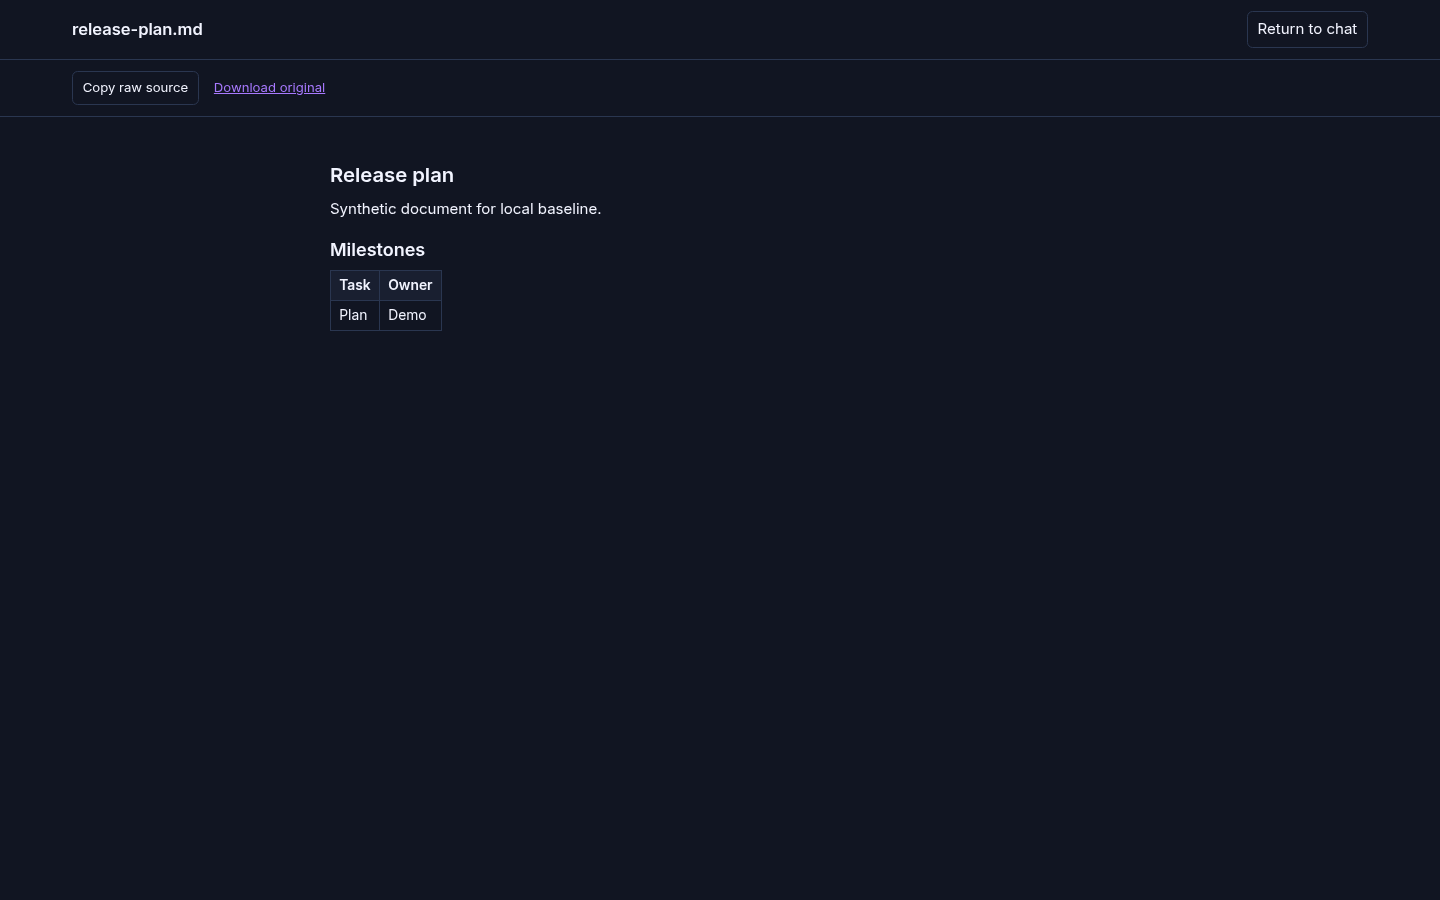 release-plan.md
Return to chat
Copy raw source
Download original
Release plan
Synthetic document for local baseline.
Milestones
Task Owner
Plan Demo